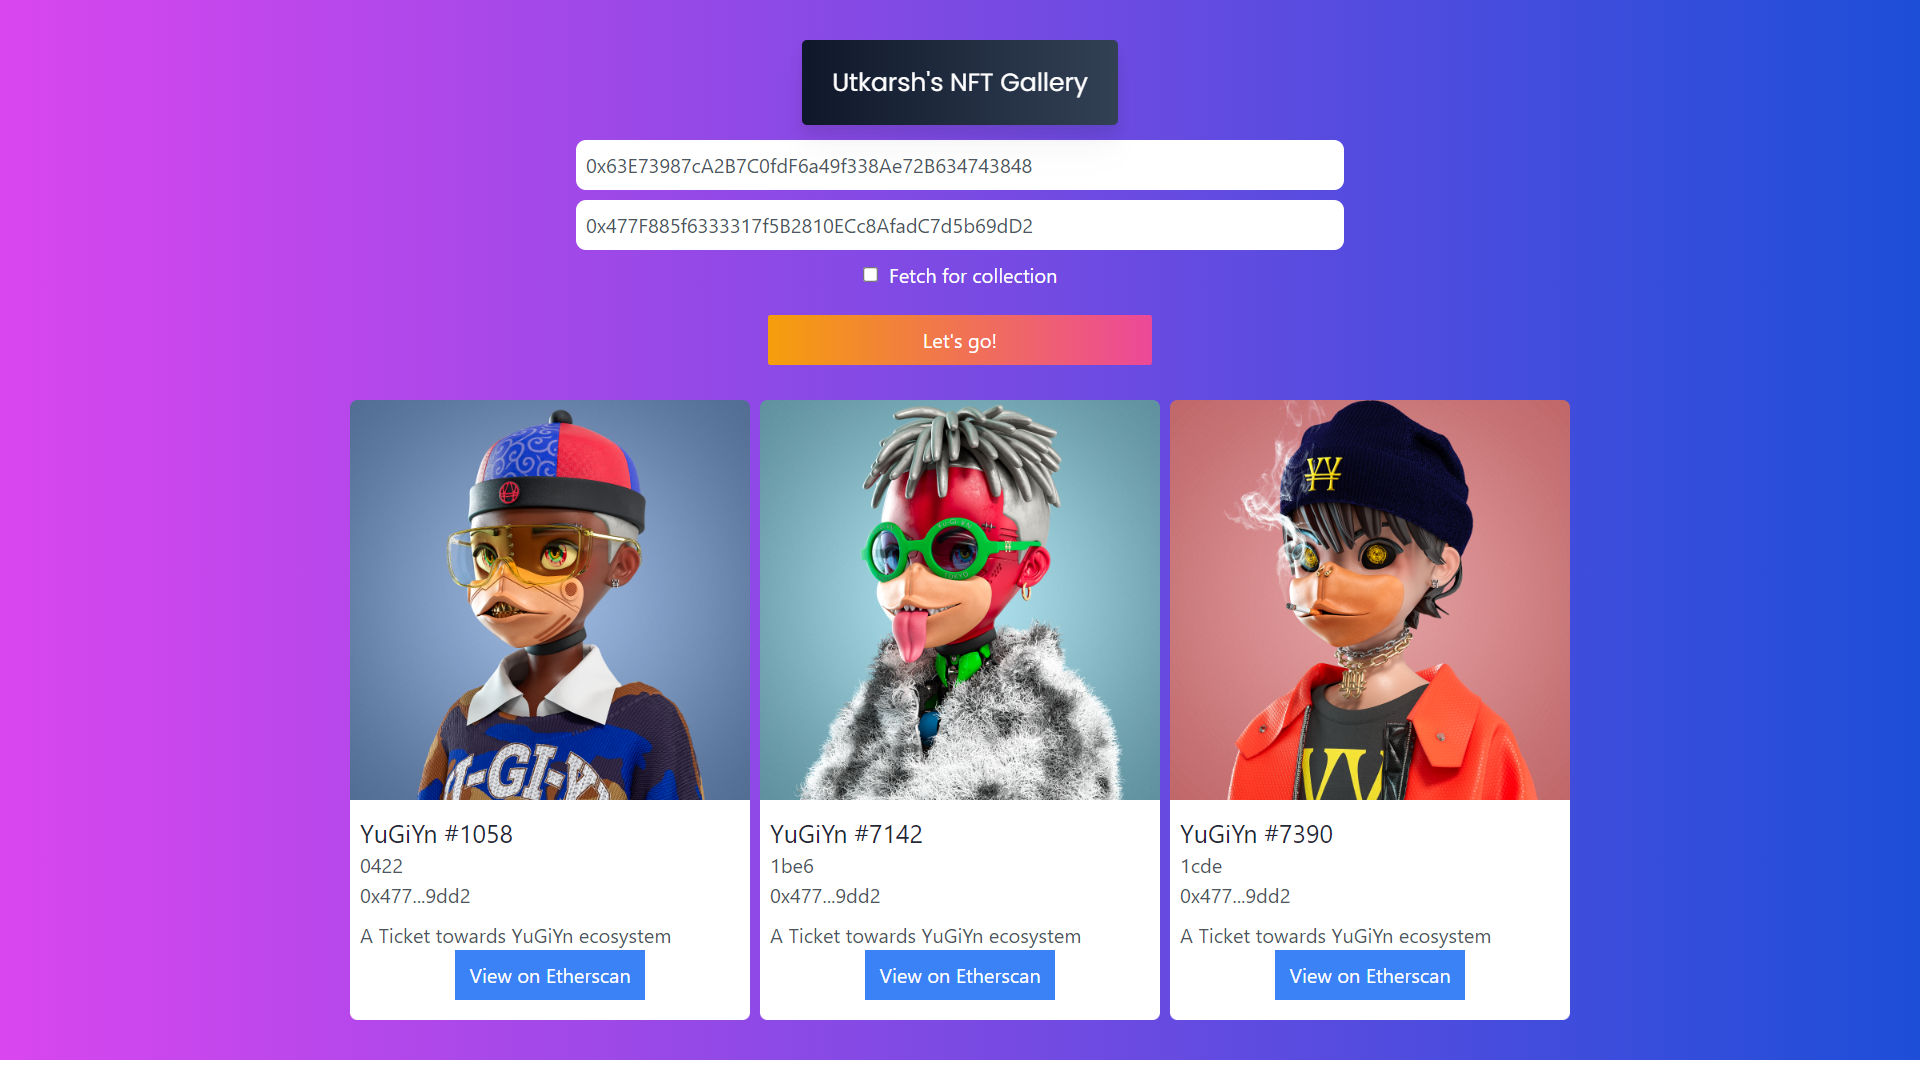 Utkarsh's NFT Gallery
0x63E73987cA2B7C0fdF6a49f338Ae72B634743848
0x477F885f6333317f5B2810ECc8AfadC7d5b69dD2
Fetch for collection
Let's go!
YuGiYn #1058
0422
0x477...9dd2
A Ticket towards YuGiYn ecosystem
View on Etherscan
YuGiYn #7142
1be6
0x477...9dd2
A Ticket towards YuGiYn ecosystem
View on Etherscan
YuGiYn #7390
1cde
0x477...9dd2
A Ticket towards YuGiYn ecosystem
View on Etherscan